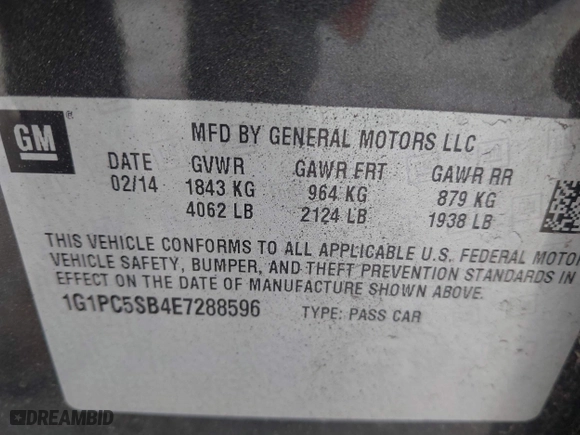 GM
MFD BY GENERAL MOTORS LLC
DATE GVWR GAWR FRT GAWR RR
02/14 1843 KG 964 KG 879 KG
4062 LB 2124 LB 1938 LB
THIS VEHICLE CONFORMS TO ALL APPLICABLE U.S. FEDERAL MOTOR
VEHICLE SAFETY, BUMPER, AND THEFT PREVENTION STANDARDS IN
EFFECT ON THE DATE OF MANUFACTURE SHOWN ABOVE.
1G1PC5SB4E7288596 TYPE: PASS CAR
DREAMBID